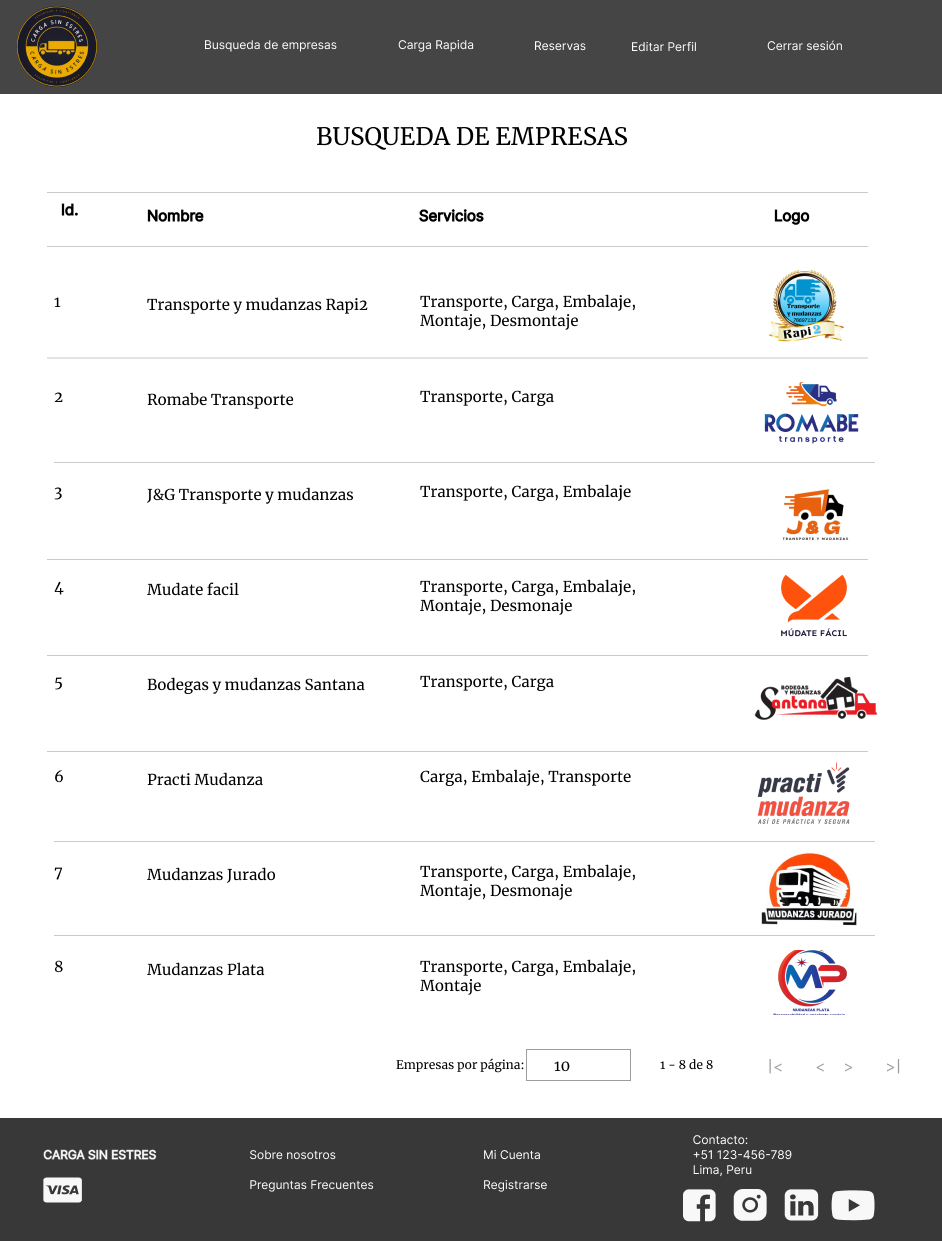 CARGA SIN ESTRES
CARGA SIN ESTRES
Busqueda de empresas
Carga Rapida
Reservas
Editar Perfil
Cerrar sesión
BUSQUEDA DE EMPRESAS
Id.
Nombre
Servicios
Logo
1
Transporte y mudanzas Rapi2
Transporte, Carga, Embalaje,
Montaje, Desmontaje
Transporte
y mudanzas
Rapi 2
2
Romabe Transporte
Transporte, Carga
ROMABE
transporte
3
J&G Transporte y mudanzas
Transporte, Carga, Embalaje
J&G
TRANSPORTE Y MUDANZAS
4
Mudate facil
Transporte, Carga, Embalaje,
Montaje, Desmonaje
MÚDATE FÁCIL
5
Bodegas y mudanzas Santana
Transporte, Carga
BODEGAS
Y MUDANZAS
Santana
6
Practi Mudanza
Carga, Embalaje, Transporte
practi
mudanza
ASÍ DE PRÁCTICA Y SEGURA
7
Mudanzas Jurado
Transporte, Carga, Embalaje,
Montaje, Desmonaje
MUDANZAS JURADO
8
Mudanzas Plata
Transporte, Carga, Embalaje,
Montaje
MP
MUDANZAS PLATA
Empresas por página:
10
1 - 8 de 8
|<
<
>
>|
CARGA SIN ESTRES
VISA
Sobre nosotros
Preguntas Frecuentes
Mi Cuenta
Registrarse
Contacto:
+51 123-456-789
Lima, Peru